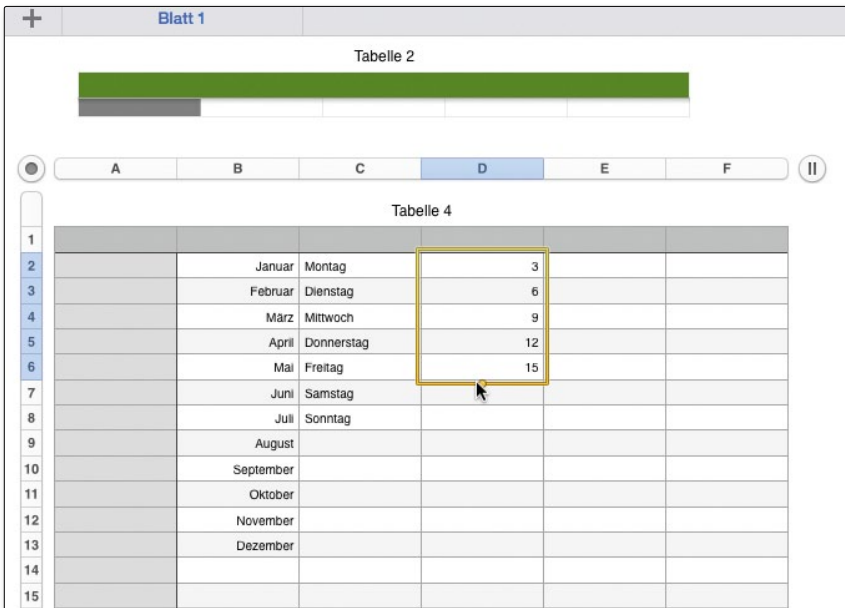 Blatt 1
Tabelle 2
A B C D E F
Tabelle 4
1
2 Januar Montag 3
3 Februar Dienstag 6
4 März Mittwoch 9
5 April Donnerstag 12
6 Mai Freitag 15
7 Juni Samstag
8 Juli Sonntag
9 August
10 September
11 Oktober
12 November
13 Dezember
14
15